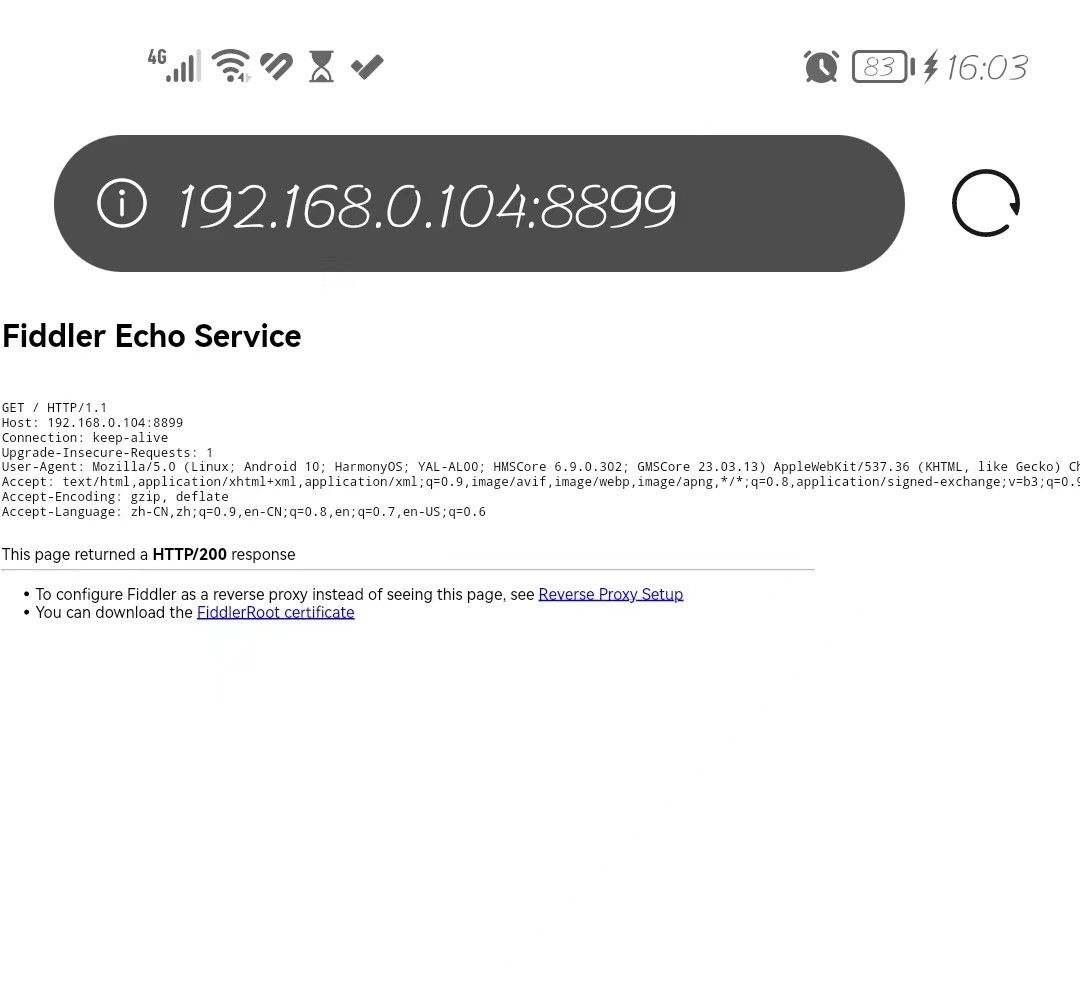 4G 83 16:03
192.168.0.104:8899
Fiddler Echo Service
GET / HTTP/1.1
Host: 192.168.0.104:8899
Connection: keep-alive
Upgrade-Insecure-Requests: 1
User-Agent: Mozilla/5.0 (Linux; Android 10; HarmonyOS; YAL-AL00; HMSCore 6.9.0.302; GMSCore 23.03.13) AppleWebKit/537.36 (KHTML, like Gecko) Ch
Accept: text/html,application/xhtml+xml,application/xml;q=0.9,image/avif,image/webp,image/apng,*/*;q=0.8,application/signed-exchange;v=b3;q=0.9
Accept-Encoding: gzip, deflate
Accept-Language: zh-CN,zh;q=0.9,en-CN;q=0.8,en;q=0.7,en-US;q=0.6
This page returned a HTTP/200 response
• To configure Fiddler as a reverse proxy instead of seeing this page, see Reverse Proxy Setup
• You can download the FiddlerRoot certificate